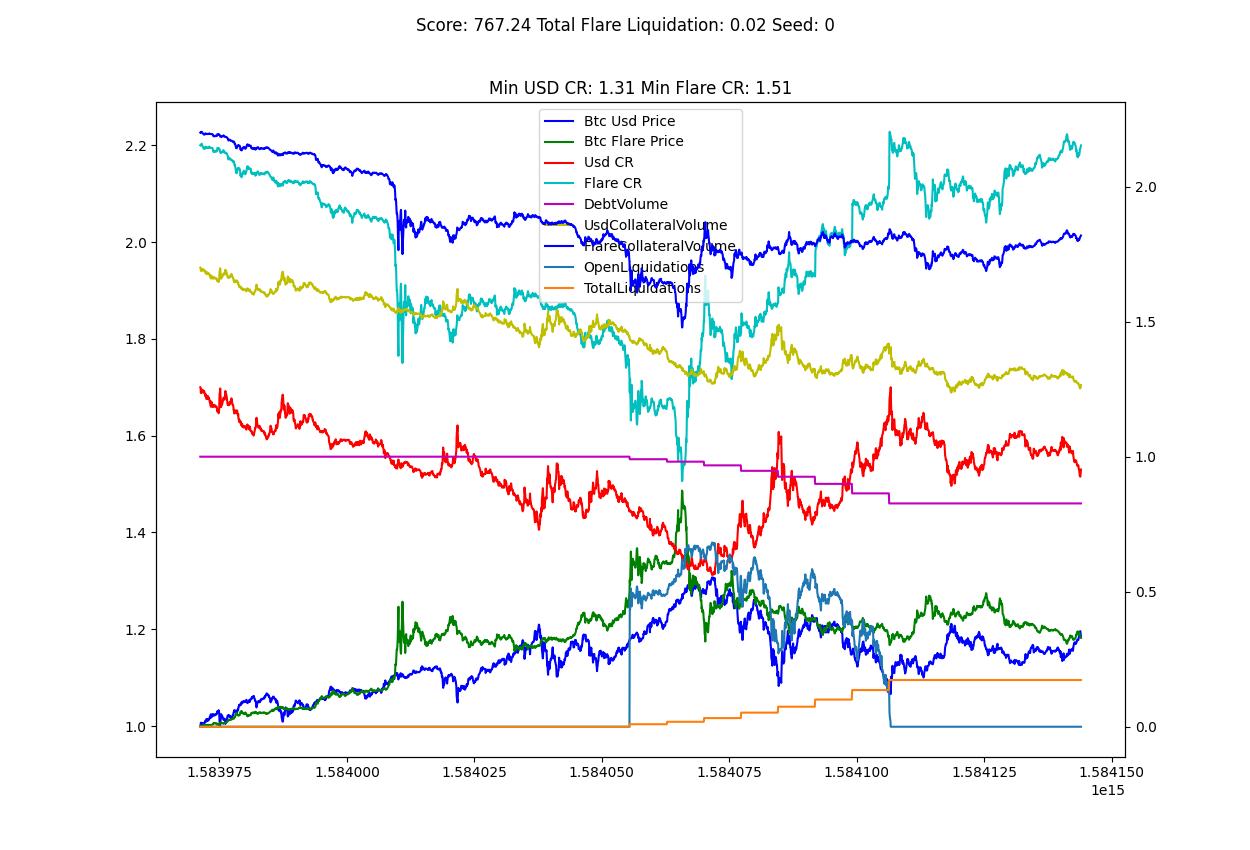 Score: 767.24 Total Flare Liquidation: 0.02 Seed: 0
Min USD CR: 1.31 Min Flare CR: 1.51
Btc Usd Price
Btc Flare Price
Usd CR
Flare CR
DebtVolume
UsdCollateralVolume
FlareCollateralVolume
OpenLiquidations
TotalLiquidations
2.2
2.0
1.8
1.6
1.4
1.2
1.0
2.0
1.5
1.0
0.5
0.0
1.583975 1.584000 1.584025 1.584050 1.584075 1.584100 1.584125 1.584150
1e15